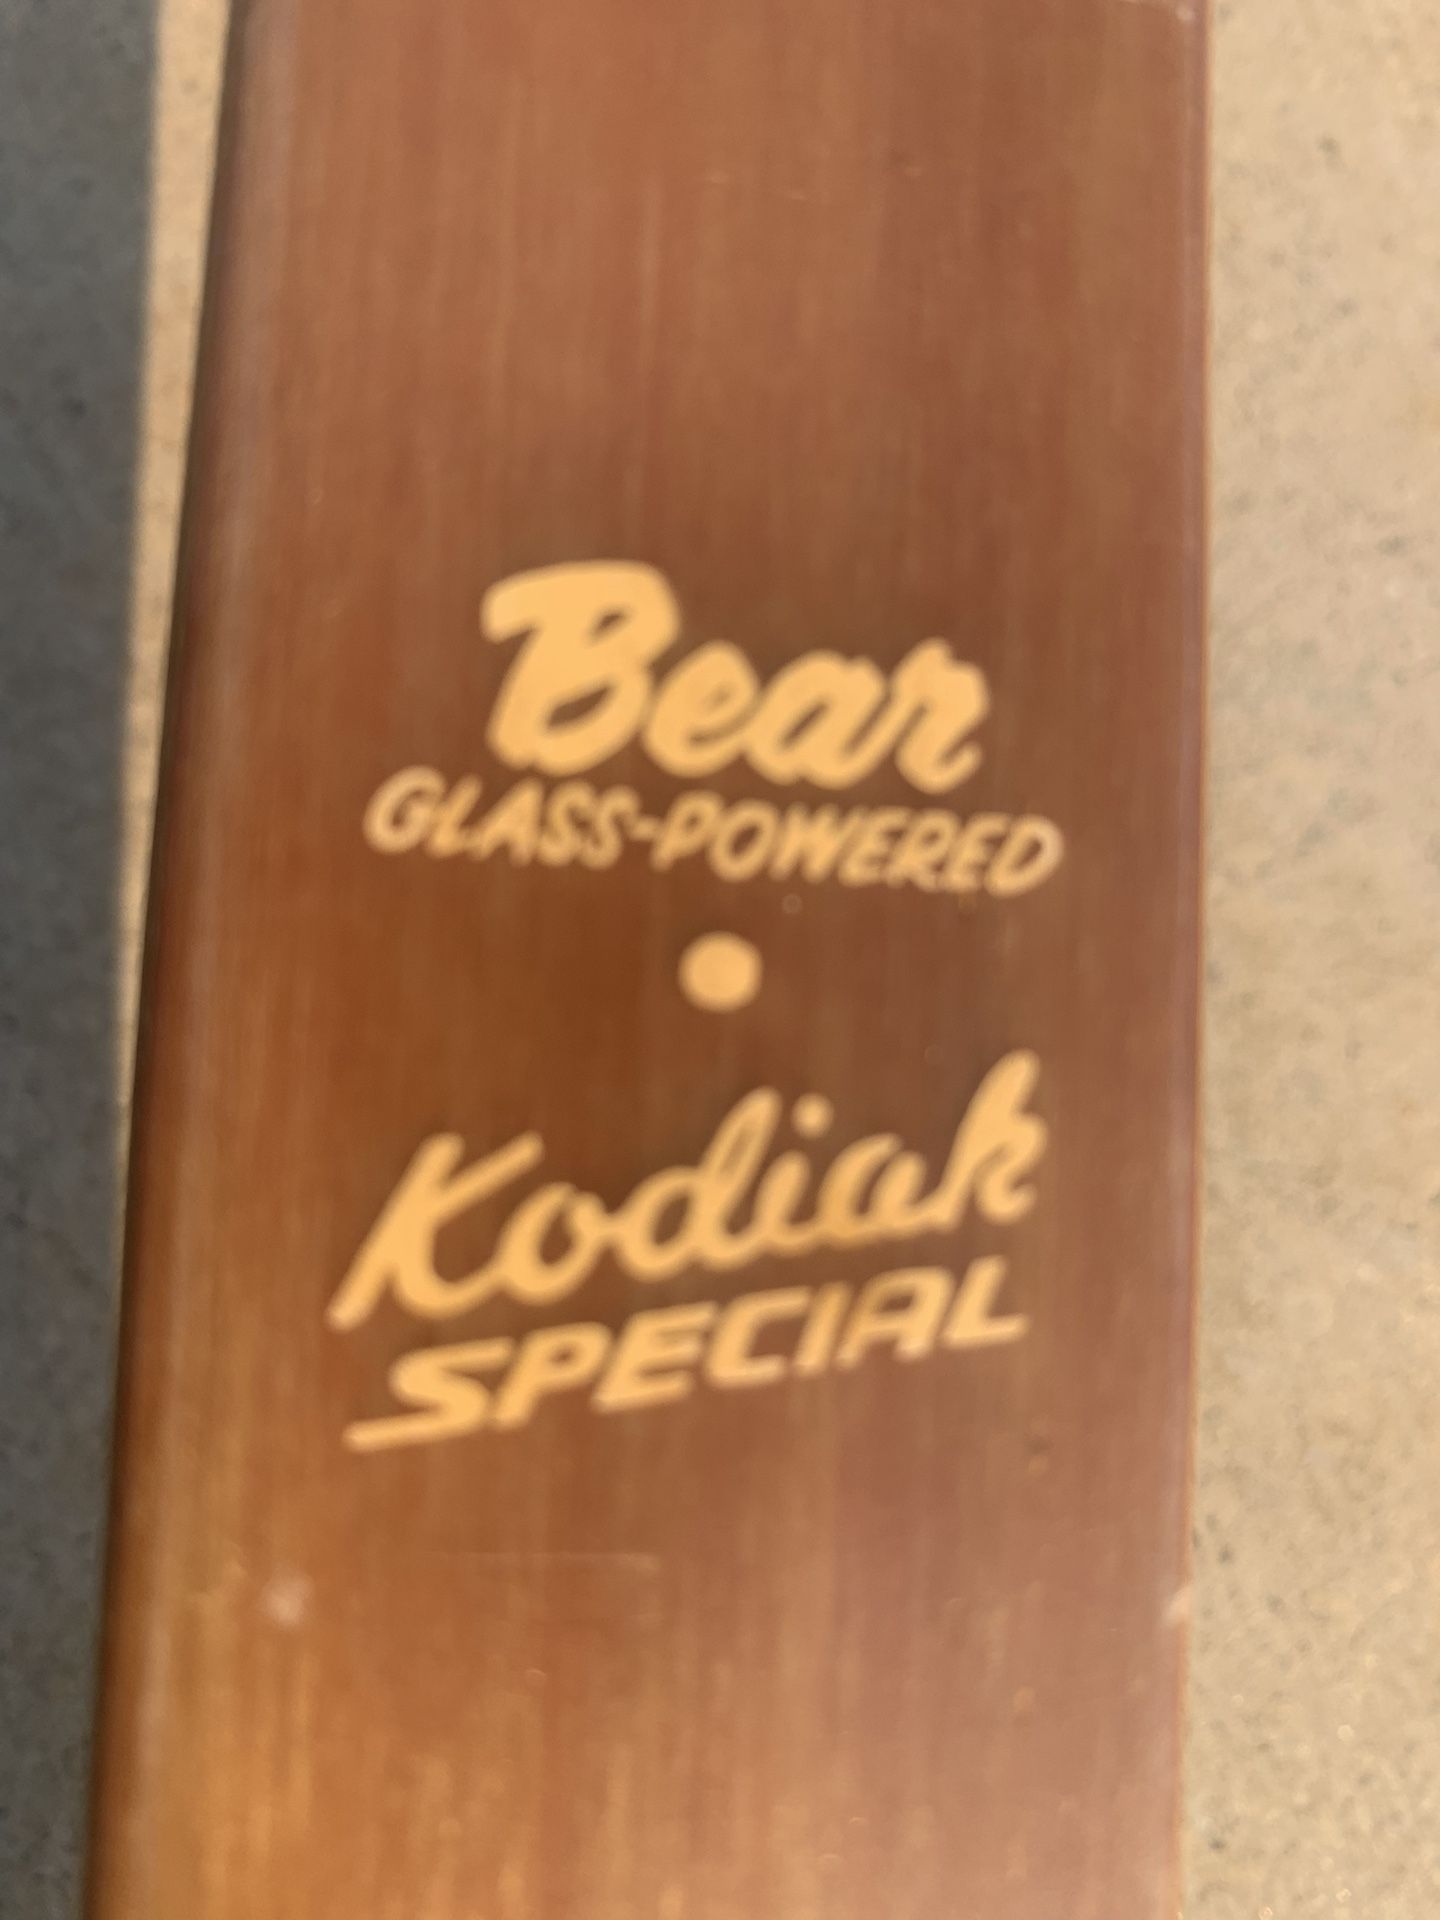 Bear
GLASS-POWERED
•
Kodiak
SPECIAL